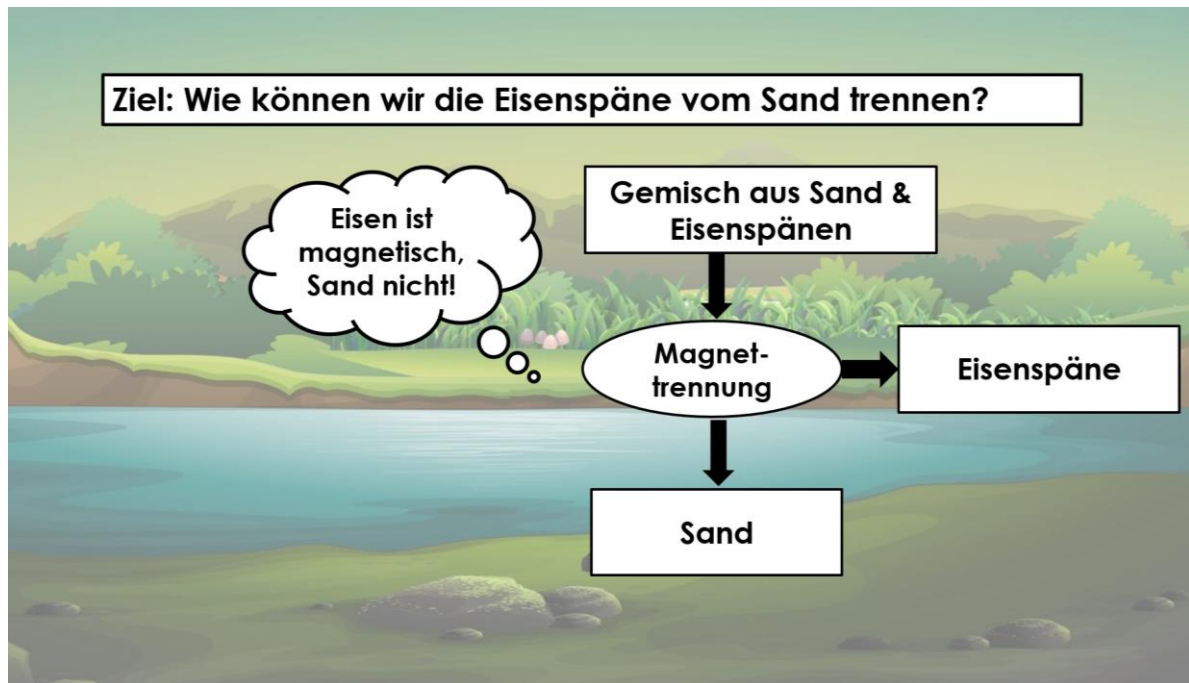 Ziel: Wie können wir die Eisenspäne vom Sand trennen?
Eisen ist
magnetisch,
Sand nicht!
Gemisch aus Sand &
Eisenspänen
Magnet-
trennung
Eisenspäne
Sand